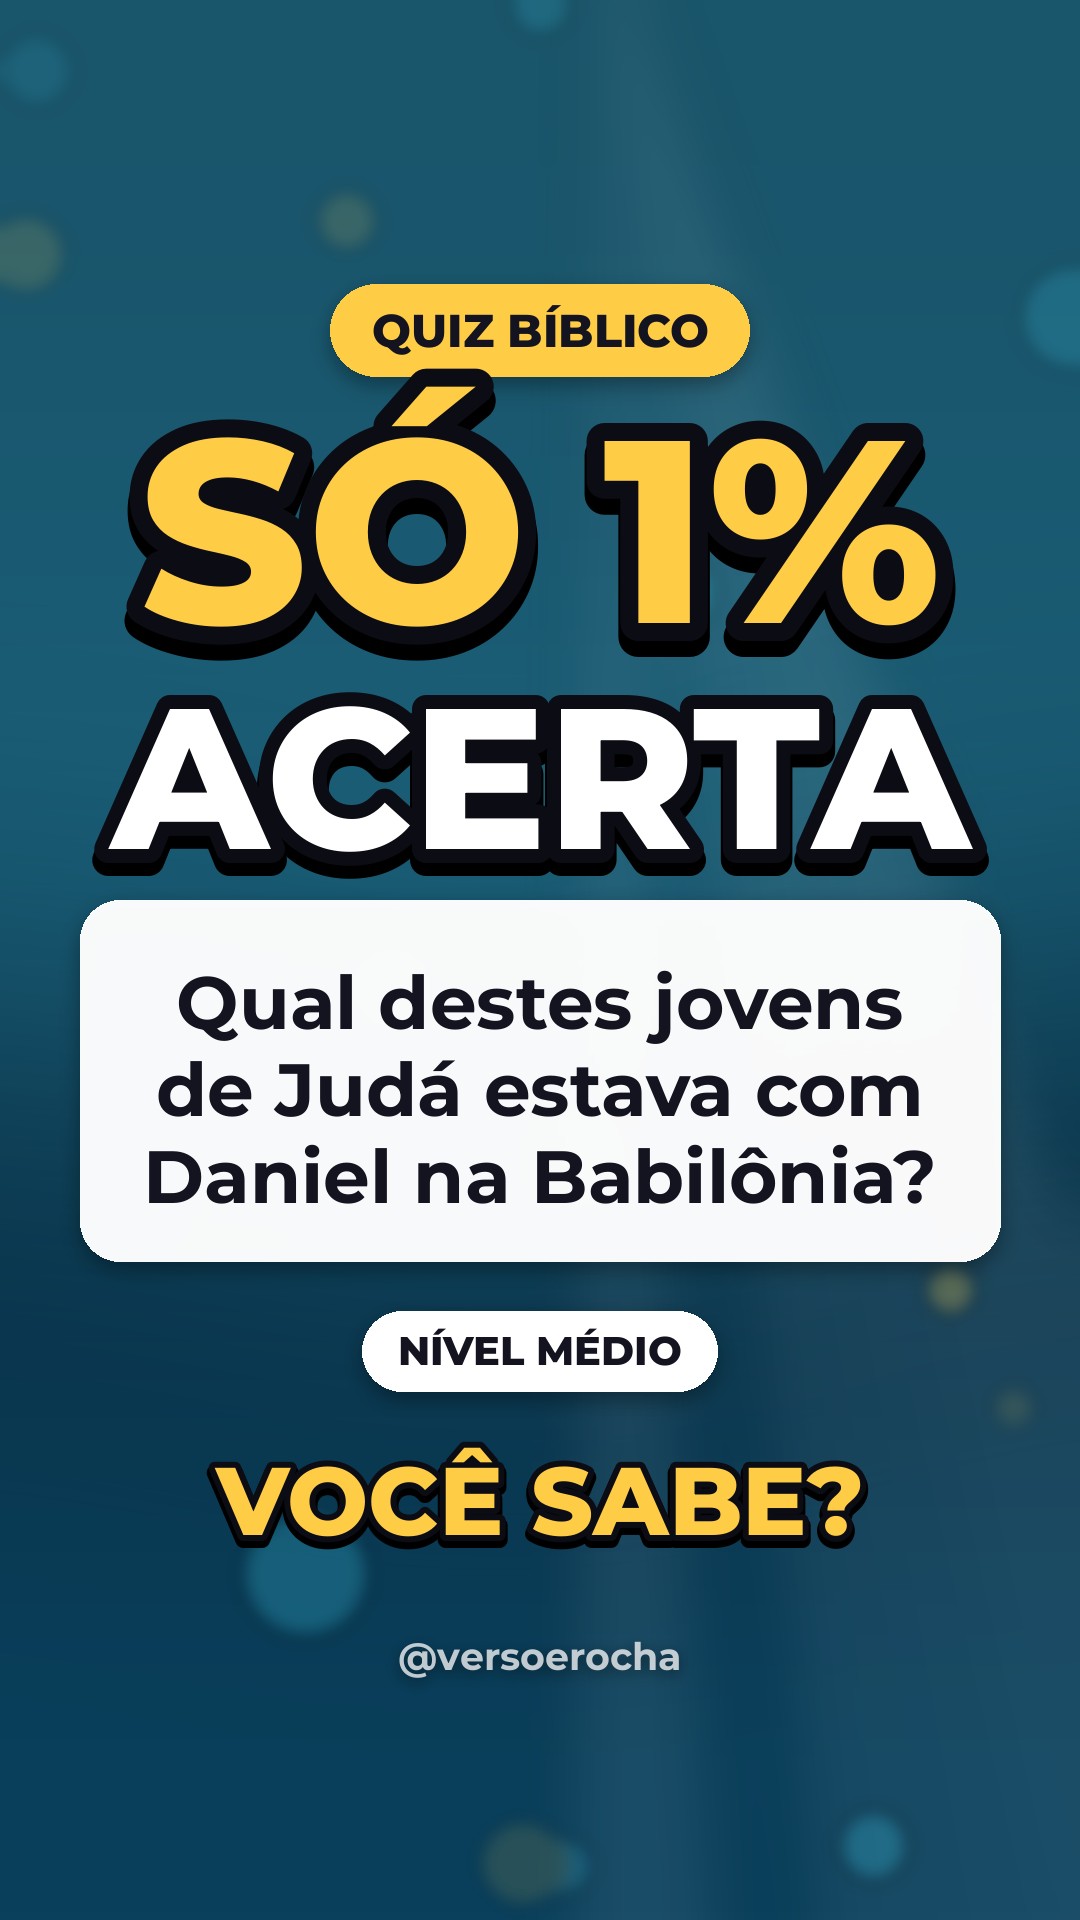 QUIZ BÍBLICO
SÓ 1%
ACERTA
Qual destes jovens
de Judá estava com
Daniel na Babilônia?
NÍVEL MÉDIO
VOCÊ SABE?
@versoerocha